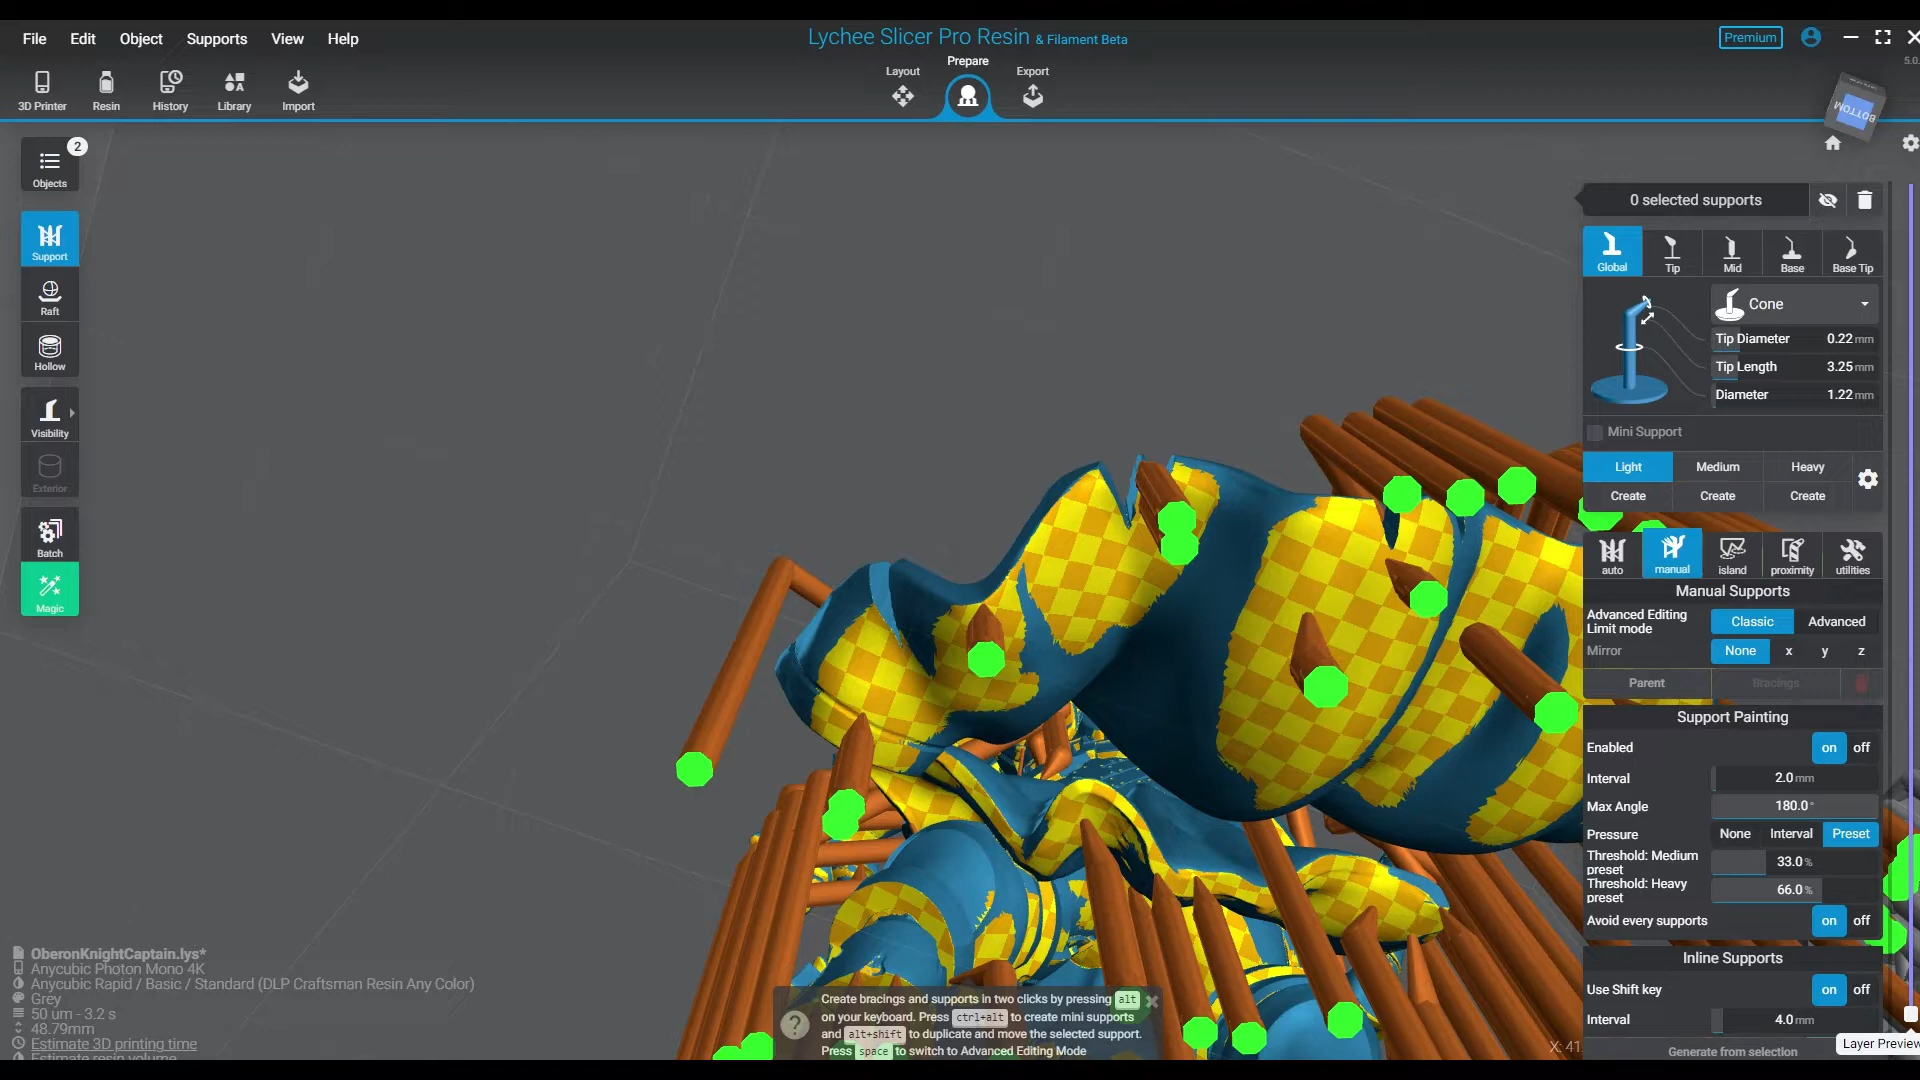 File Edit Object Supports View Help
Lychee Slicer Pro Resin & Filament Beta
Premium
5.0.
3D Printer Resin History Library Import
Layout Prepare Export
BOTTOM
2
Objects
Support
Raft
Hollow
Visibility
Exterior
Batch
Magic
0 selected supports
Global Tip Mid Base Base Tip
Cone
Tip Diameter 0.22 mm
Tip Length 3.25 mm
Diameter 1.22 mm
Mini Support
Light Medium Heavy
Create Create Create
auto manual island proximity utilities
Manual Supports
Advanced Editing
Limit mode Classic Advanced
Mirror None x y z
Parent Bracings
Support Painting
Enabled on off
Interval 2.0 mm
Max Angle 180.0 °
Pressure None Interval Preset
Threshold: Medium
preset 33.0 %
Threshold: Heavy
preset 66.0 %
Avoid every supports on off
Inline Supports
Use Shift key on off
Interval 4.0 mm
Generate from selection
Layer Preview
X: 41
OberonKnightCaptain.lys*
Anycubic Photon Mono 4K
Anycubic Rapid / Basic / Standard (DLP Craftsman Resin Any Color)
Grey
50 um - 3.2 s
48.79mm
Estimate 3D printing time
Estimate resin volume
? Create bracings and supports in two clicks by pressing alt
on your keyboard. Press ctrl+alt to create mini supports
and alt+shift to duplicate and move the selected support.
Press space to switch to Advanced Editing Mode